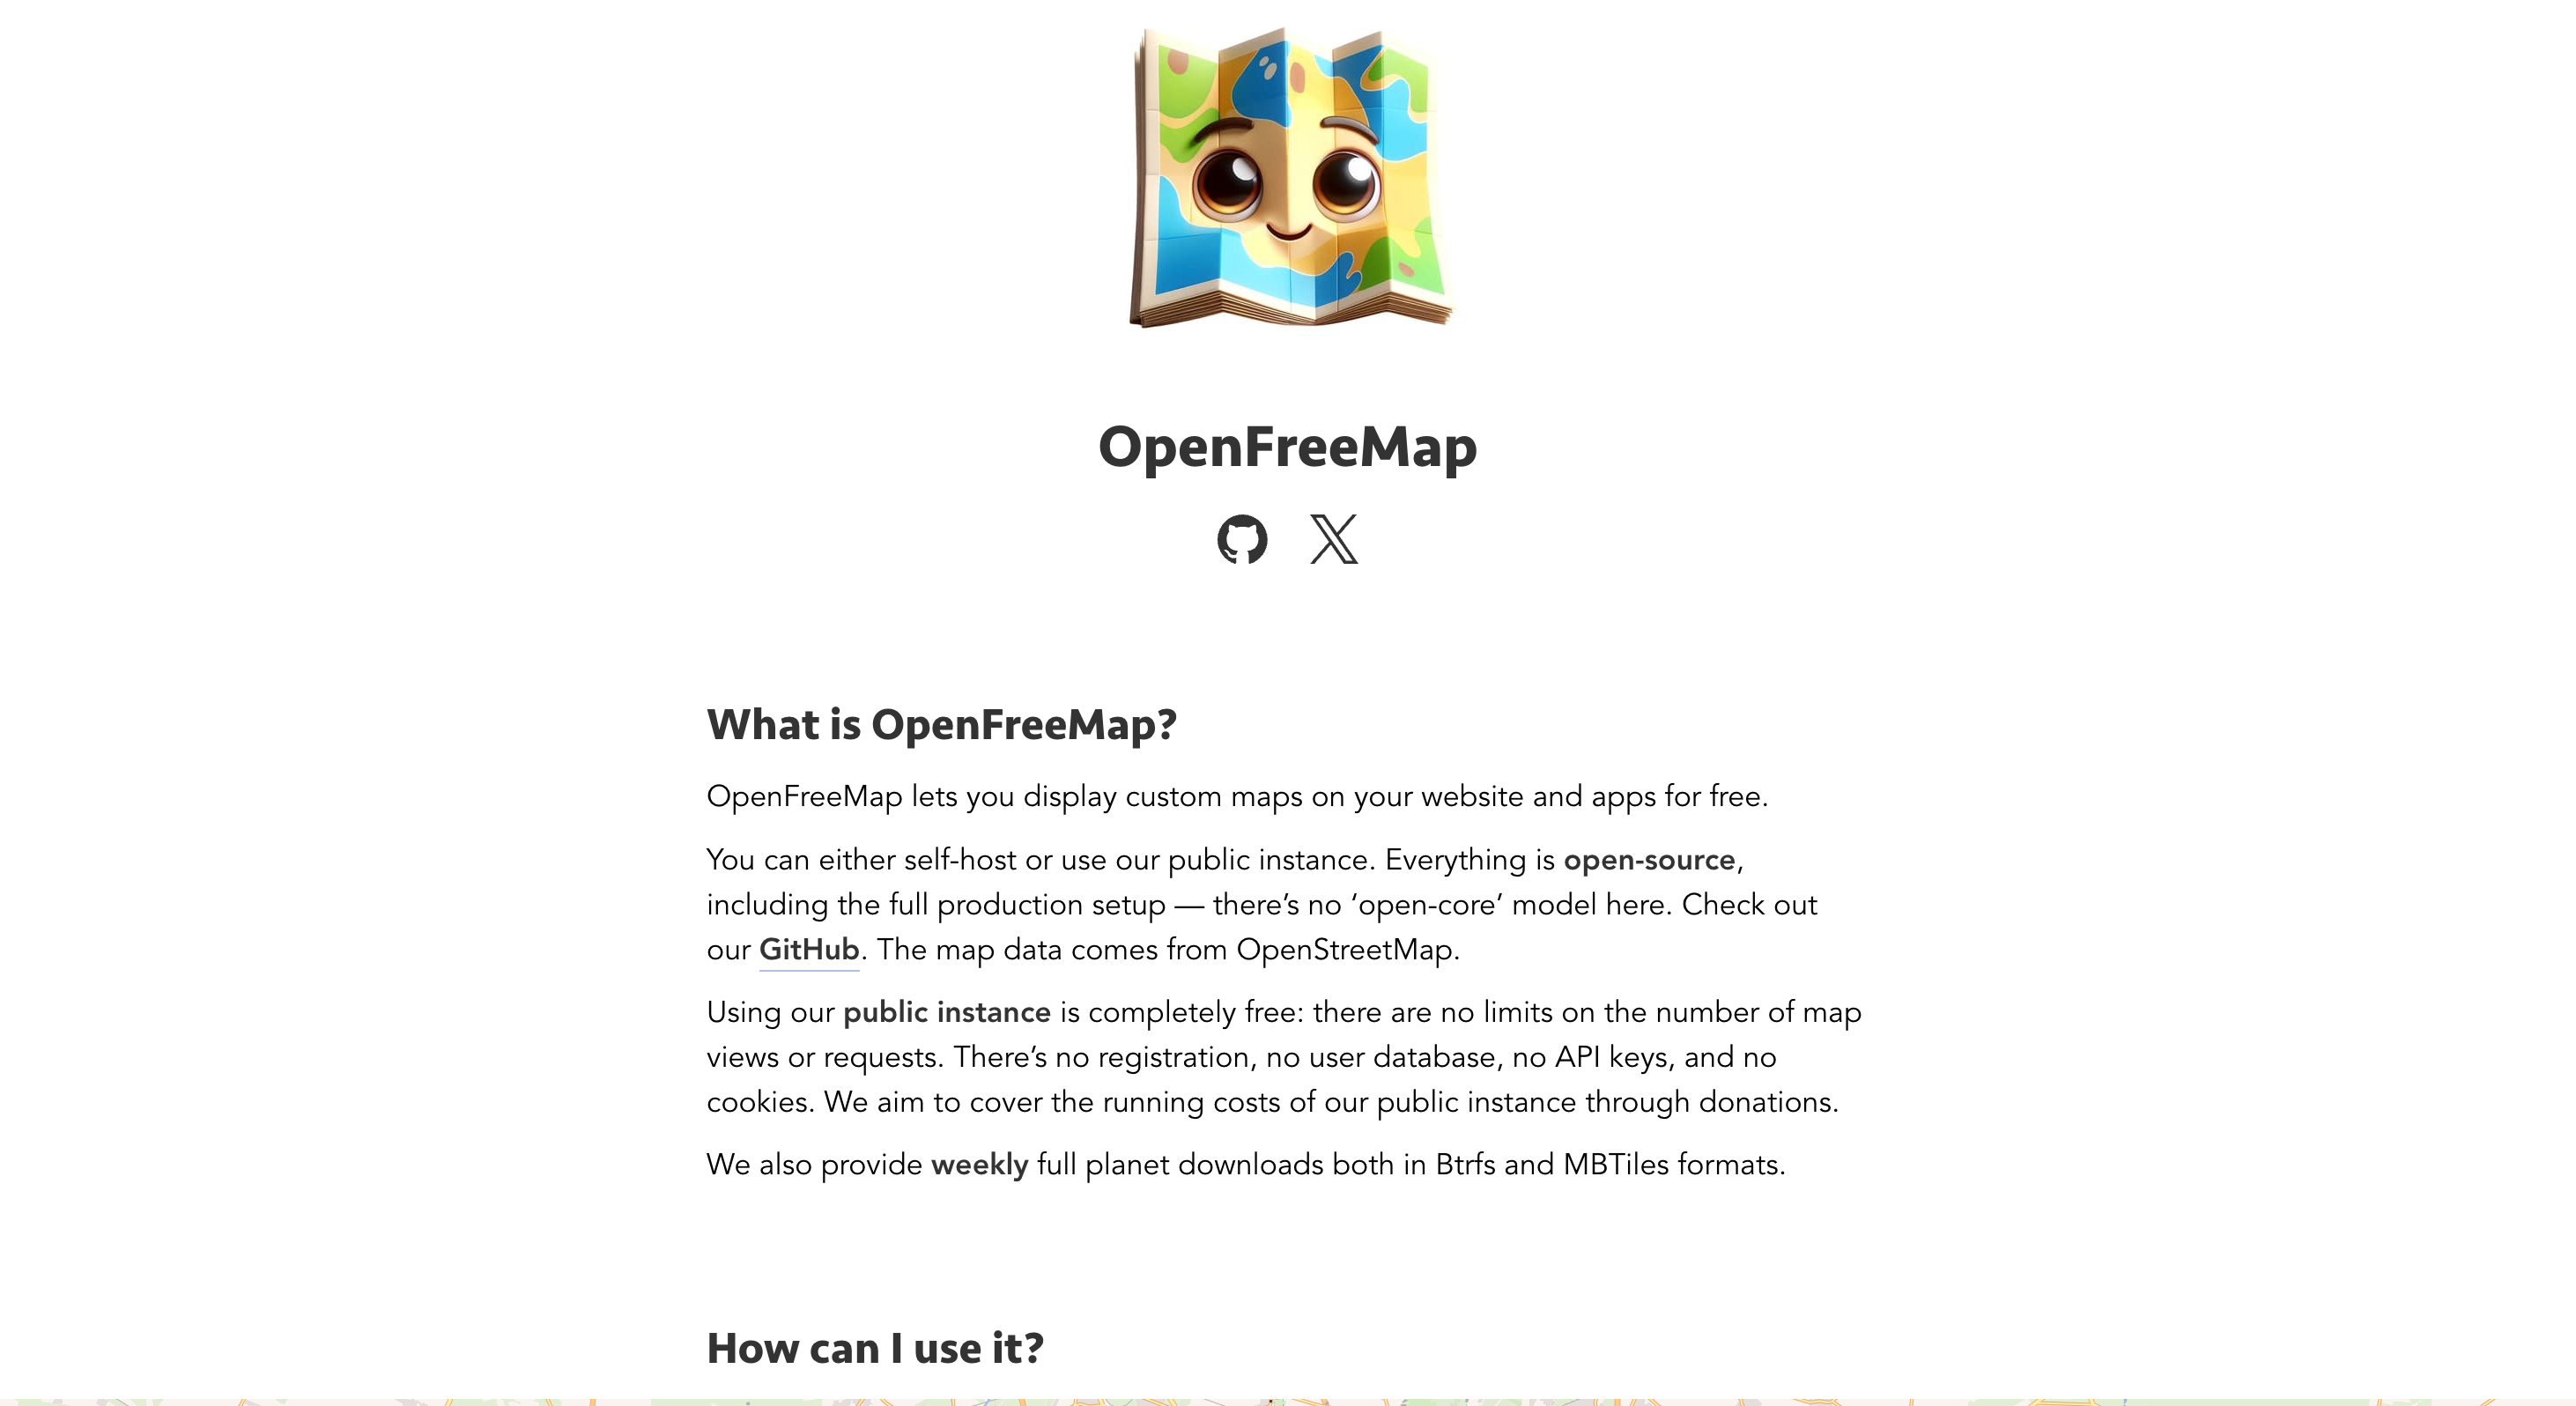 OpenFreeMap
What is OpenFreeMap?
OpenFreeMap lets you display custom maps on your website and apps for free.
You can either self-host or use our public instance. Everything is open-source,
including the full production setup — there’s no ‘open-core’ model here. Check out
our GitHub. The map data comes from OpenStreetMap.
Using our public instance is completely free: there are no limits on the number of map
views or requests. There’s no registration, no user database, no API keys, and no
cookies. We aim to cover the running costs of our public instance through donations.
We also provide weekly full planet downloads both in Btrfs and MBTiles formats.
How can I use it?